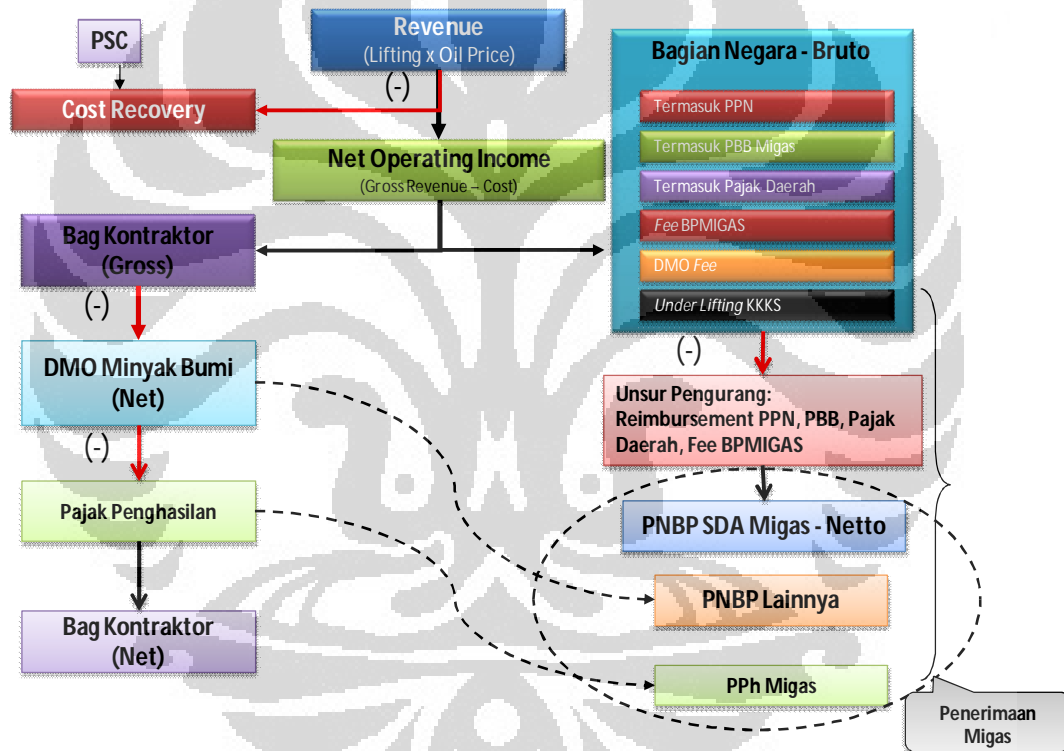 PSC
Revenue
(Lifting x Oil Price)
(-)
Cost Recovery
Net Operating Income
(Gross Revenue – Cost)
Bag Kontraktor
(Gross)
(-)
DMO Minyak Bumi
(Net)
(-)
Pajak Penghasilan
Bag Kontraktor
(Net)
Bagian Negara - Bruto
Termasuk PPN
Termasuk PBB Migas
Termasuk Pajak Daerah
Fee BPMIGAS
DMO Fee
Under Lifting KKKS
(-)
Unsur Pengurang:
Reimbursement PPN, PBB, Pajak
Daerah, Fee BPMIGAS
PNBP SDA Migas - Netto
PNBP Lainnya
PPh Migas
Penerimaan
Migas